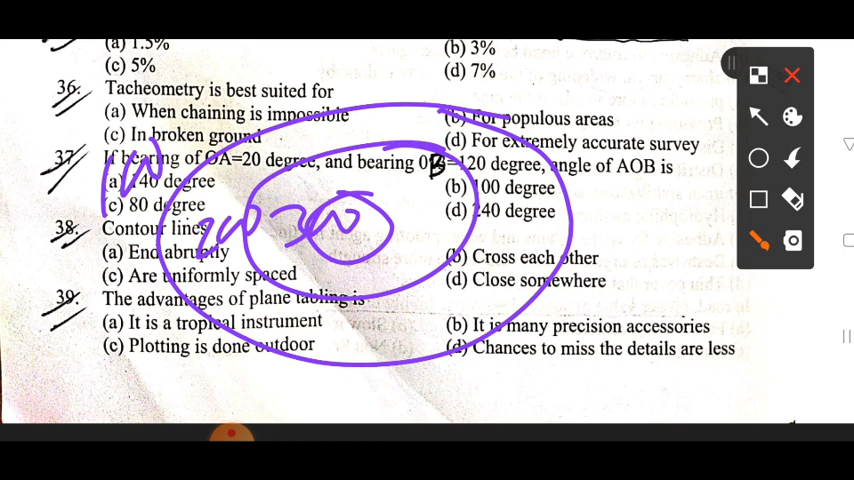 (a) 1.5%
(b) 3%
(c) 5%
(d) 7%
36. Tacheometry is best suited for
(a) When chaining is impossible
(b) For populous areas
(c) In broken ground
(d) For extremely accurate survey
37. If bearing of OA=20 degree, and bearing OB=120 degree, angle of AOB is
(a) 140 degree
(b) 100 degree
(c) 80 degree
(d) 240 degree
100
200 300
38. Contour lines
(a) End abruptly
(b) Cross each other
(c) Are uniformly spaced
(d) Close somewhere
39. The advantages of plane tabling is
(a) It is a tropical instrument
(b) It is many precision accessories
(c) Plotting is done outdoor
(d) Chances to miss the details are less